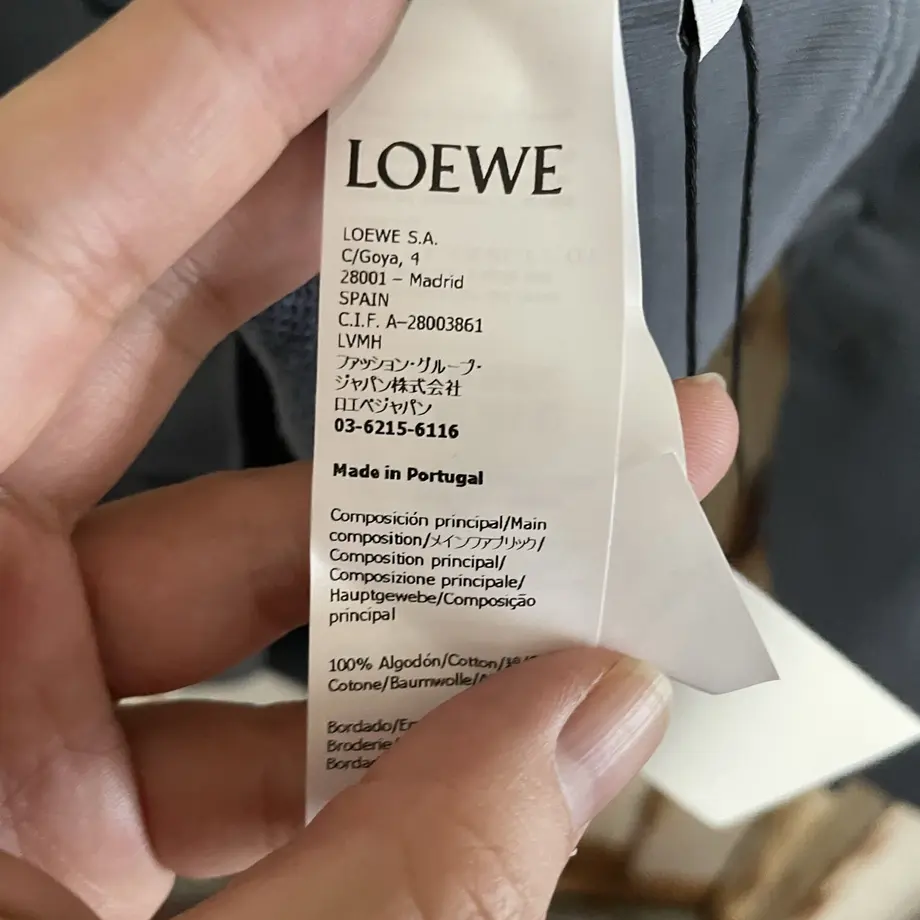 LOEWE
LOEWE S.A.
C/Goya, 4
28001 – Madrid
SPAIN
C.I.F. A–28003861
LVMH
ファッション・グループ・
ジャパン株式会社
ロエベジャパン
03-6215-6116
Made in Portugal
Composición principal/Main
composition/メインファブリック/
Composition principal/
Composizione principale/
Hauptgewebe/Composição
principal
100% Algodón/Cotton/
Cotone/Baumwolle/
Bordado/
Broderie/